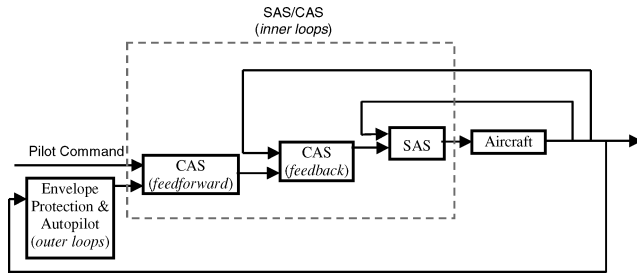 SAS/CAS
(inner loops)
Pilot Command
CAS
(feedforward)
CAS
(feedback)
SAS
Aircraft
Envelope
Protection &
Autopilot
(outer loops)